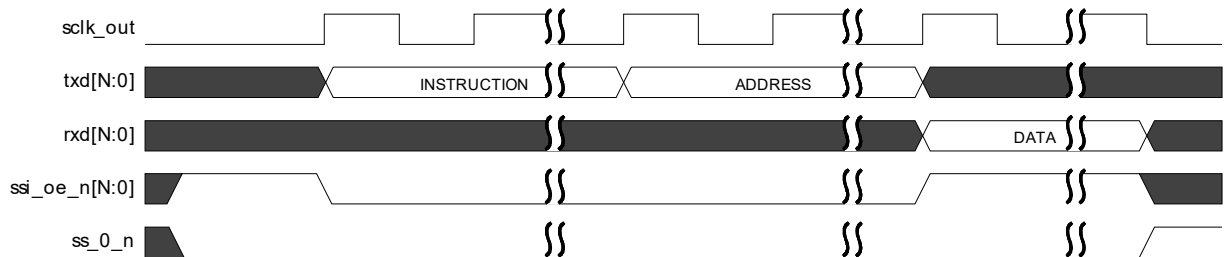 sclk_out
txd[N:0] INSTRUCTION ADDRESS
rxd[N:0] DATA
ssi_oe_n[N:0]
ss_0_n